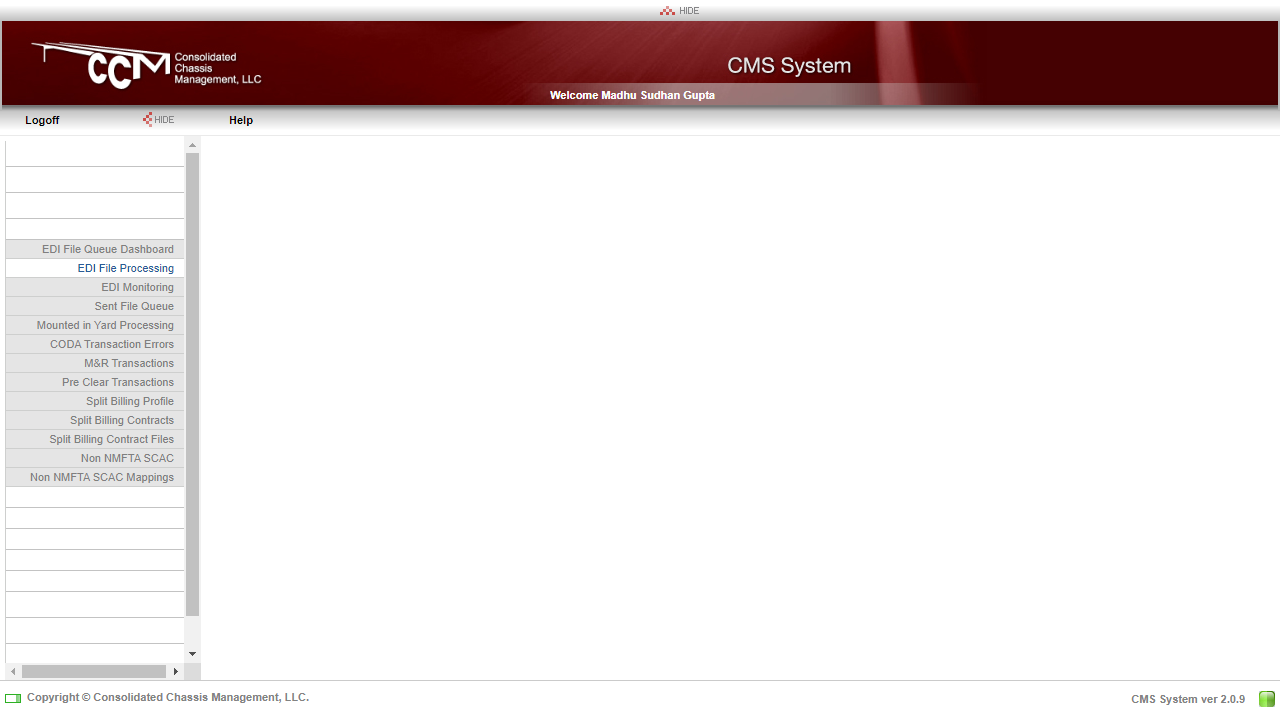 HIDE
CCM
Consolidated
Chassis
Management, LLC
CMS System
Welcome Madhu Sudhan Gupta
Logoff
HIDE
Help
EDI File Queue Dashboard
EDI File Processing
EDI Monitoring
Sent File Queue
Mounted in Yard Processing
CODA Transaction Errors
M&R Transactions
Pre Clear Transactions
Split Billing Profile
Split Billing Contracts
Split Billing Contract Files
Non NMFTA SCAC
Non NMFTA SCAC Mappings
Copyright © Consolidated Chassis Management, LLC.
CMS System ver 2.0.9